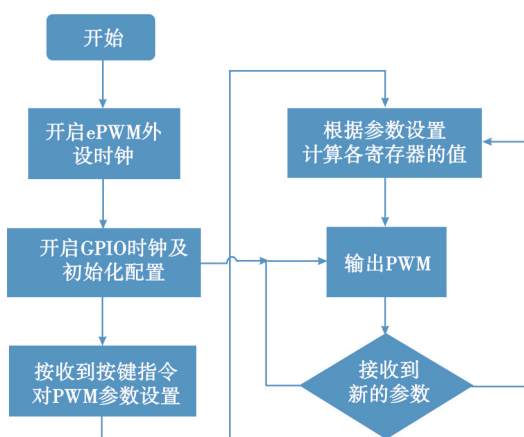 开始
开启ePWM外
设时钟
开启GPIO时钟及
初始化配置
按收到按键指令
对PWM参数设置
根据参数设置
计算各寄存器的值
输出PWM
接收到
新的参数